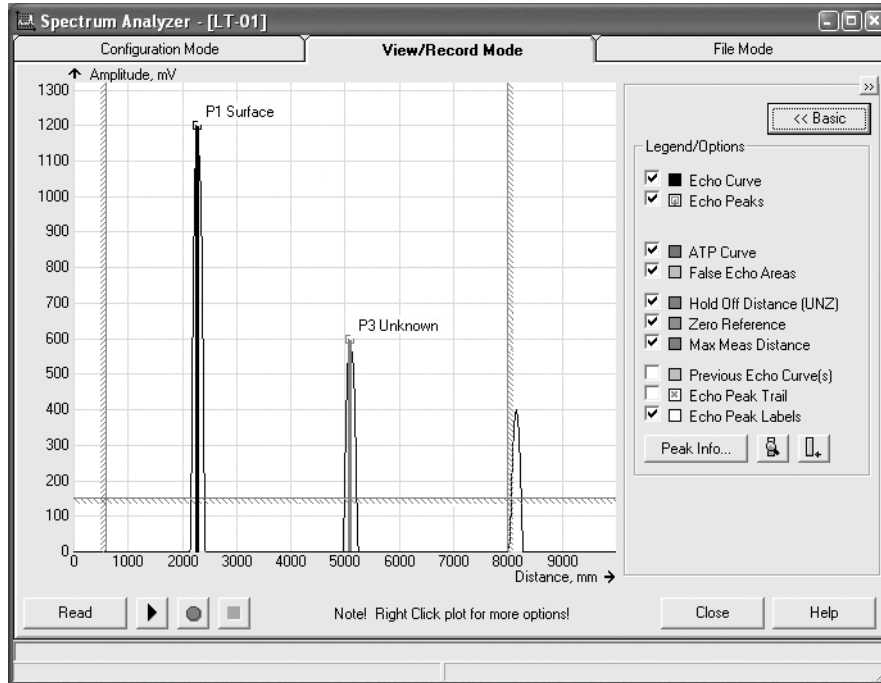 Spectrum Analyzer - [LT-01]
Configuration Mode
View/Record Mode
File Mode
Amplitude, mV
1300
1200
1100
1000
900
800
700
600
500
400
300
200
100
0
P1 Surface
P3 Unknown
0 1000 2000 3000 4000 5000 6000 7000 8000 9000
Distance, mm
>>
<< Basic
Legend/Options
Echo Curve
Echo Peaks
ATP Curve
False Echo Areas
Hold Off Distance (UNZ)
Zero Reference
Max Meas Distance
Previous Echo Curve(s)
Echo Peak Trail
Echo Peak Labels
Peak Info...
Read
Note! Right Click plot for more options!
Close
Help